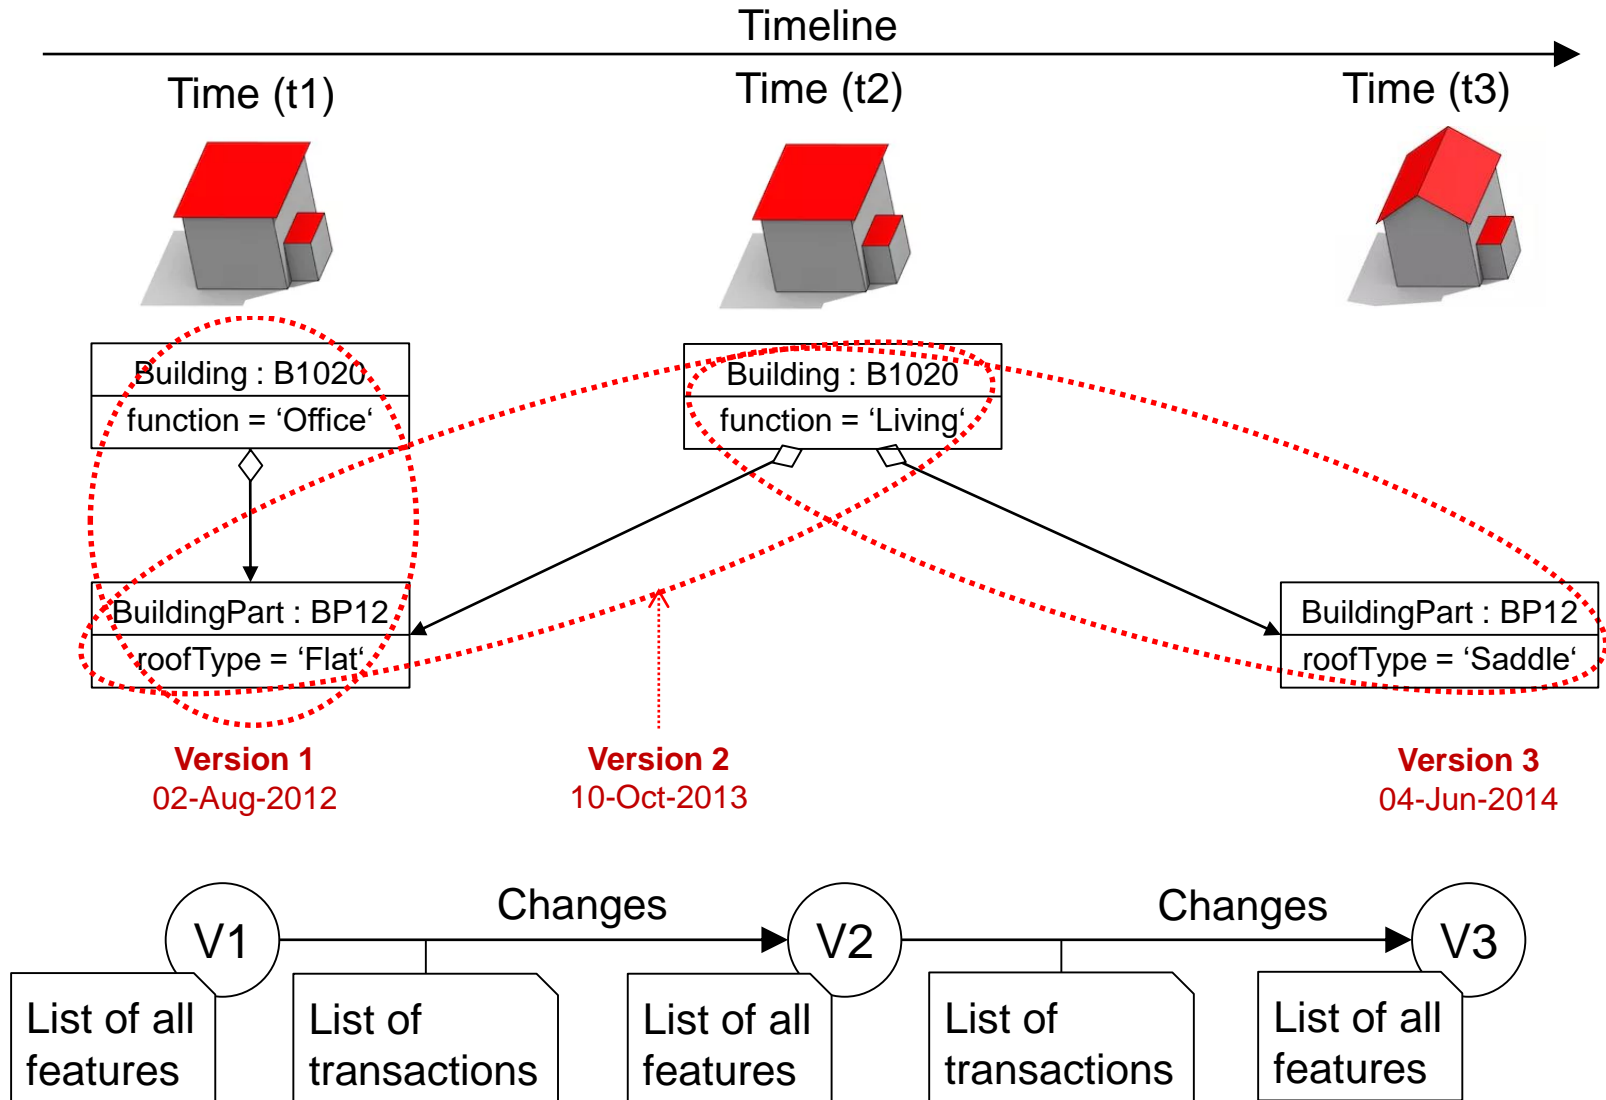 Timeline
Time (t1)
Time (t2)
Time (t3)
Building : B1020
function = ‘Office‘
Building : B1020
function = ‘Living‘
BuildingPart : BP12
roofType = ‘Flat‘
BuildingPart : BP12
roofType = ‘Saddle‘
Version 1
02-Aug-2012
Version 2
10-Oct-2013
Version 3
04-Jun-2014
V1
Changes
V2
Changes
V3
List of all
features
List of
transactions
List of all
features
List of
transactions
List of all
features